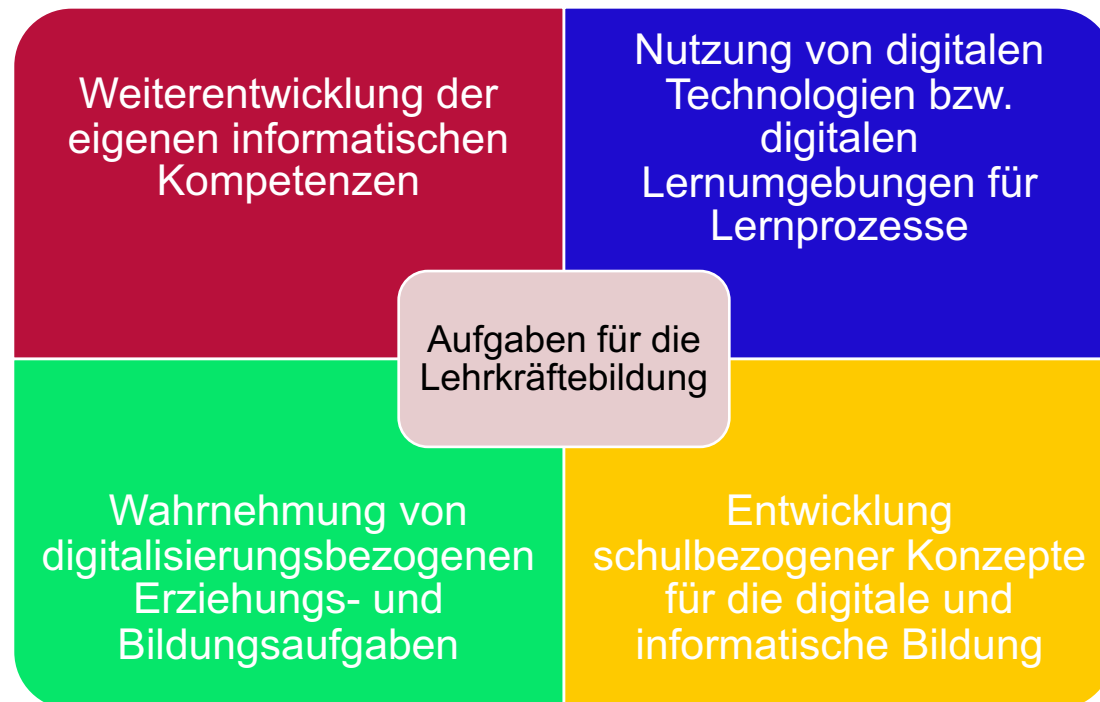 Weiterentwicklung der
eigenen informatischen
Kompetenzen
Nutzung von digitalen
Technologien bzw.
digitalen
Lernumgebungen für
Lernprozesse
Aufgaben für die
Lehrkräftebildung
Wahrnehmung von
digitalisierungsbezogenen
Erziehungs- und
Bildungsaufgaben
Entwicklung
schulbezogener Konzepte
für die digitale und
informatische Bildung